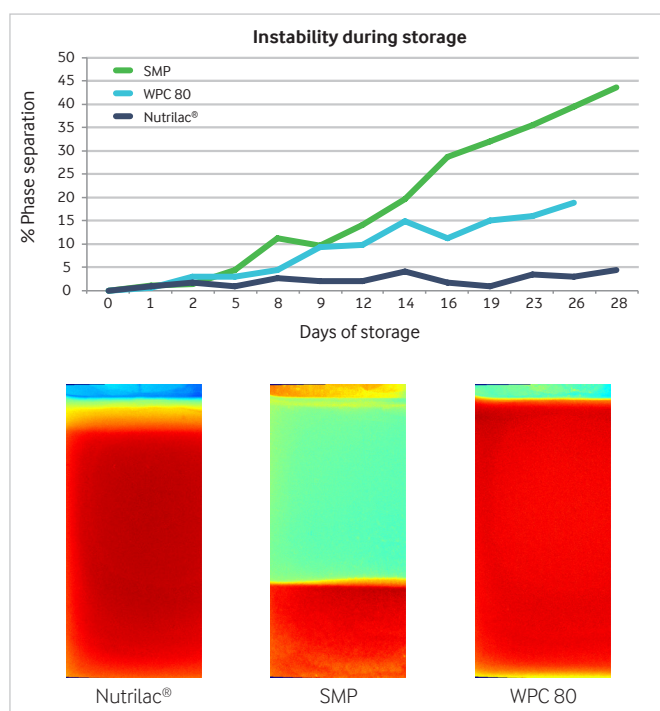 Instability during storage
50
45
40
35
30
25
20
15
10
5
0
% Phase separation
SMP
WPC 80
Nutrilac®
0 1 2 5 8 9 12 14 16 19 23 26 28
Days of storage
Nutrilac® SMP WPC 80